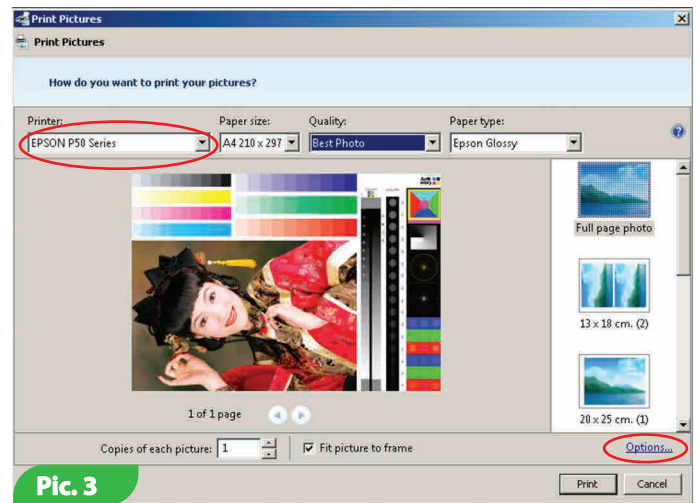 Print Pictures
Print Pictures
How do you want to print your pictures?
Printer: Paper size: Quality: Paper type:
EPSON P50 Series A4 210 x 297 Best Photo Epson Glossy
Full page photo
13 x 18 cm. (2)
20 x 25 cm. (1)
1 of 1 page
Copies of each picture: 1 Fit picture to frame Options...
Print Cancel
Pic. 3